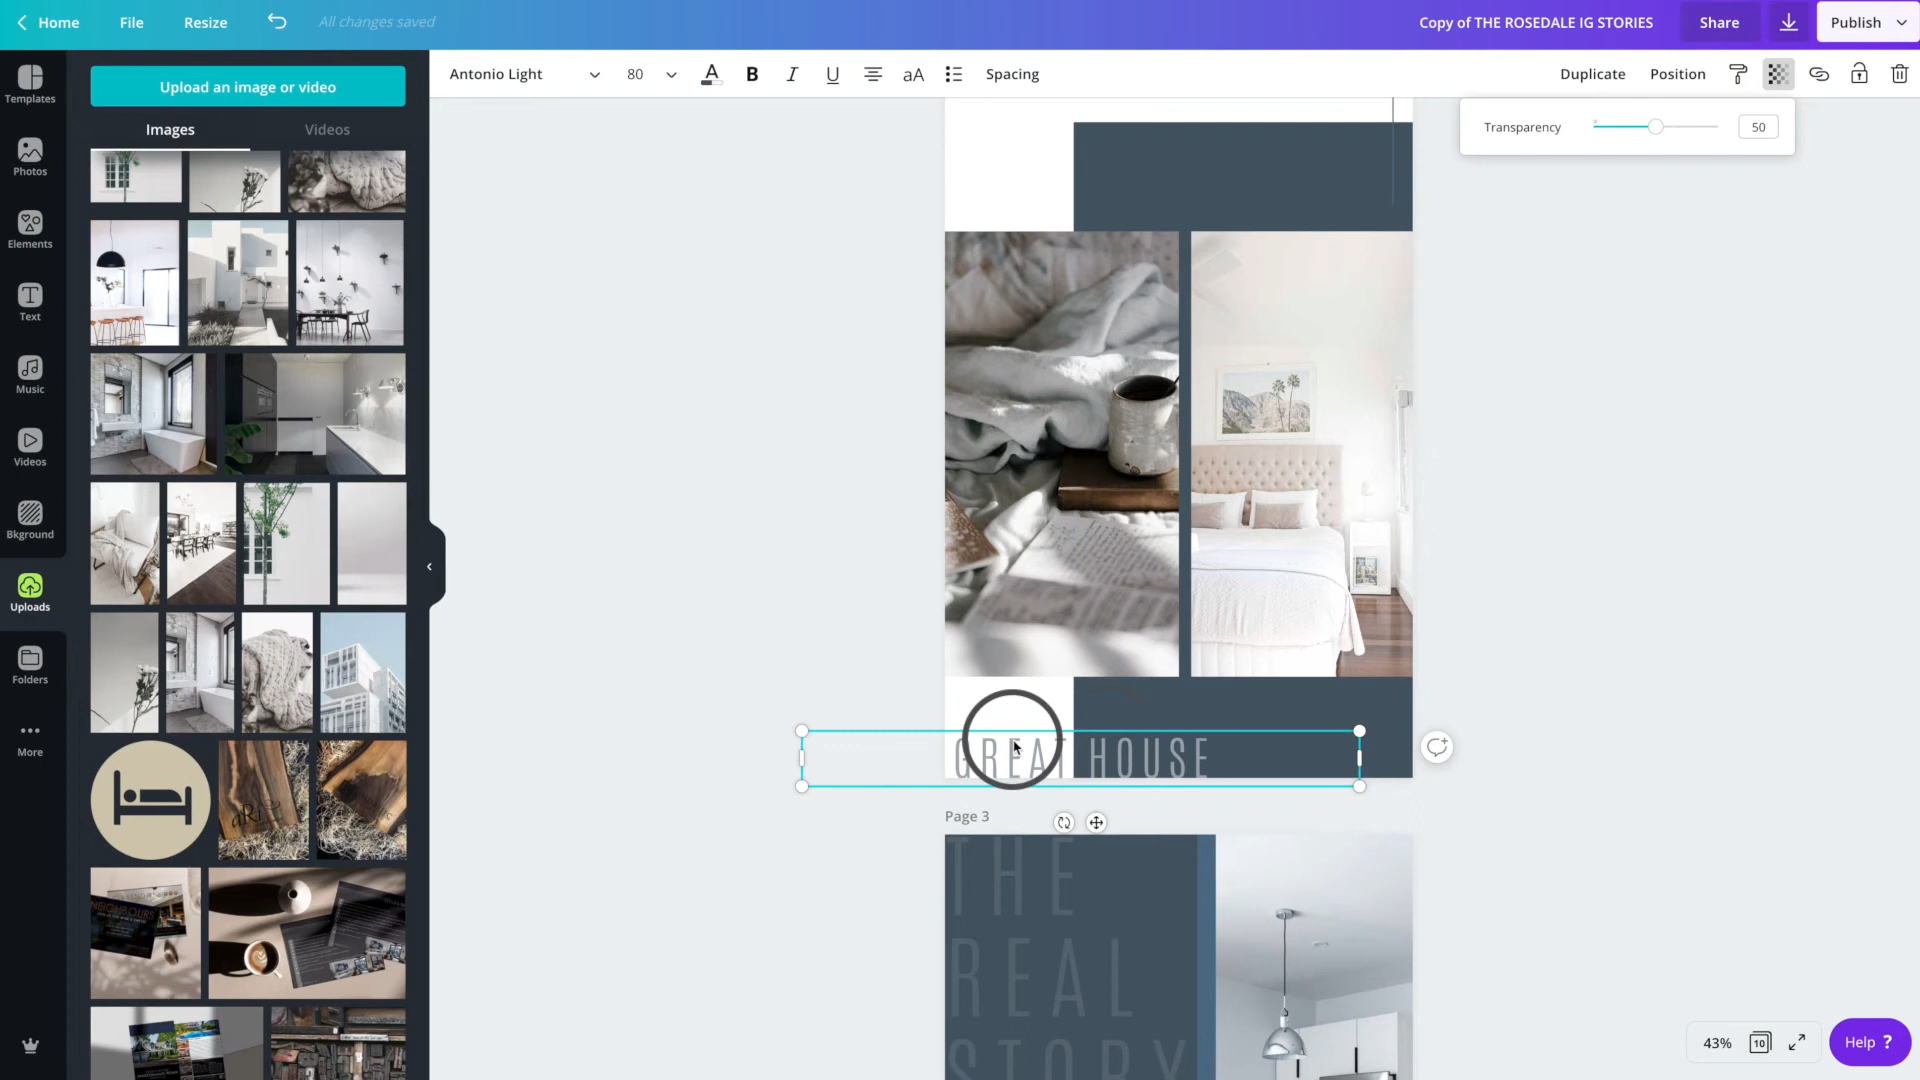 Home
File
Resize
All changes saved
Copy of THE ROSEDALE IG STORIES
Share
Publish
Templates
Photos
Elements
Text
Music
Videos
Bkground
Uploads
Folders
More
Upload an image or video
Images
Videos
Antonio Light
80
A
B
I
U
aA
Spacing
Duplicate
Position
Transparency
50
GREAT HOUSE
Page 3
THE
REAL
STORY
NEIGHBOURS
43%
10
Help ?